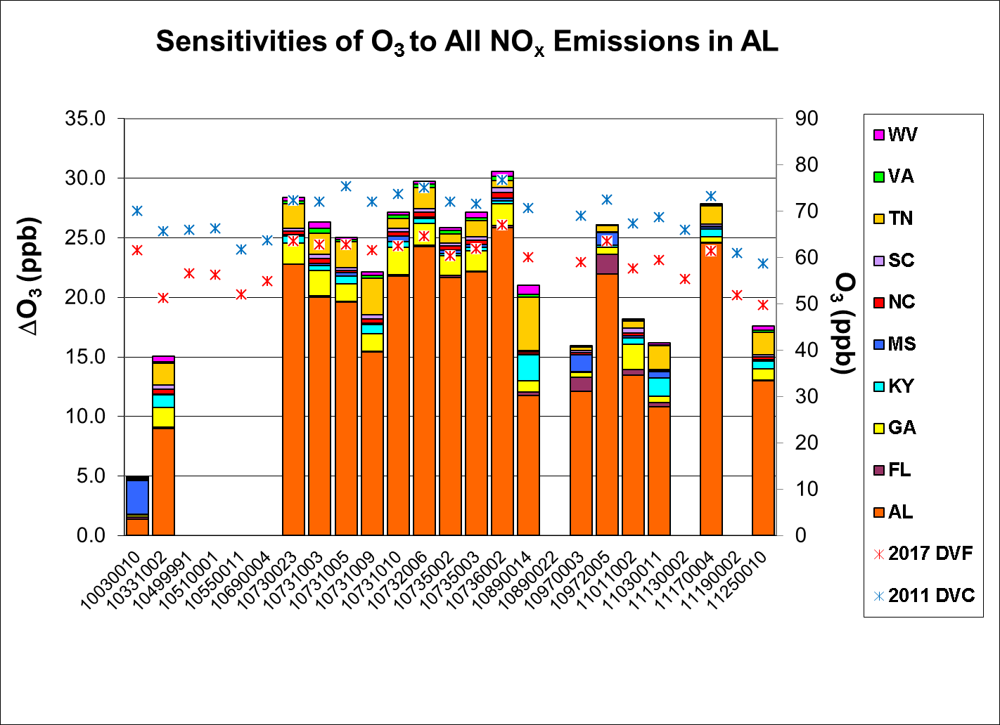 Sensitivities of O3 to All NOx Emissions in AL
35.0
30.0
25.0
20.0
15.0
10.0
5.0
0.0
ΔO3 (ppb)
90
80
70
60
50
40
30
20
10
0
O3 (ppb)
10030010
10331002
10499991
10510001
10550011
10690004
10730023
10731003
10731005
10731009
10731010
10732006
10735002
10735003
10736002
10890014
10890022
10970003
10972005
11011002
11030011
11130002
11170004
11190002
11250010
WV
VA
TN
SC
NC
MS
KY
GA
FL
AL
2017 DVF
2011 DVC